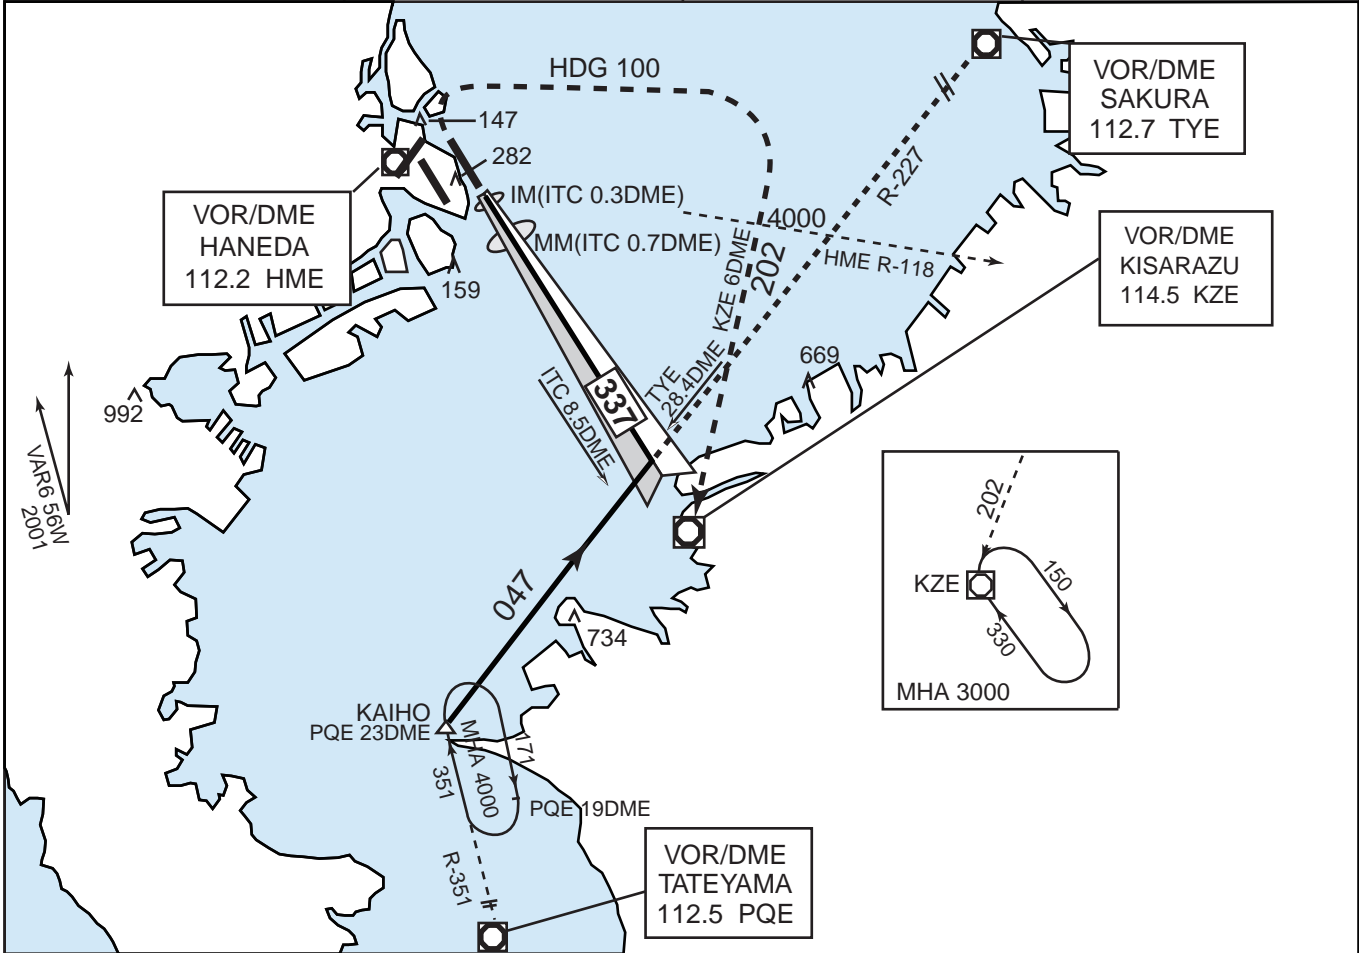 HDG 100
VOR/DME
SAKURA
112.7 TYE
147
282
R-227
IM(ITC 0.3DME)
VOR/DME
HANEDA
112.2 HME
4000
MM(ITC 0.7DME)
HME R-118
VOR/DME
KISARAZU
114.5 KZE
159
KZE 6DME
202
669
TYE
28.4DME
992
337
ITC 8.5DME
VAR6 56W
2001
202
KZE
150
330
MHA 3000
047
734
KAIHO
PQE 23DME
MHA 4000
171
351
PQE 19DME
R-351
VOR/DME
TATEYAMA
112.5 PQE